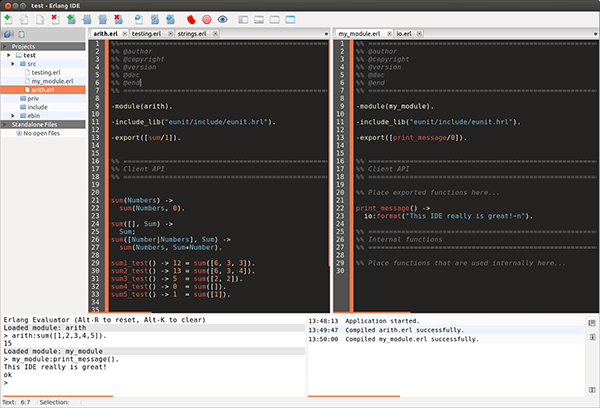 test - Erlang IDE
Projects
test
src
testing.erl
my_module.erl
arith.erl
priv
include
ebin
Standalone Files
No open files
arith.erl
testing.erl
strings.erl
1 %%==============================================
2 %% @author
3 %% @copyright
4 %% @version
5 %% @doc
6 %% @end
7 %%==============================================
8
9 -module(arith).
10
11 -include_lib("eunit/include/eunit.hrl").
12
13 -export([sum/1]).
14
15
16 %% ==============================================
17 %% Client API
18 %% ==============================================
19
20
21 sum(Numbers) ->
22 sum(Numbers, 0).
23
24 sum([], Sum) ->
25 Sum;
26 sum([Number|Numbers], Sum) ->
27 sum(Numbers, Sum+Number).
28
29 sum1_test() -> 12 = sum([6, 3, 3]).
30 sum2_test() -> 13 = sum([6, 3, 4]).
31 sum3_test() -> 5 = sum([2, 2]).
32 sum4_test() -> 0 = sum([]).
33 sum5_test() -> 1 = sum([1]).
34
35
my_module.erl
io.erl
1 %%==============================================
2 %% @author
3 %% @copyright
4 %% @version
5 %% @doc
6 %% @end
7 %%==============================================
8
9 -module(my_module).
10
11 -include_lib("eunit/include/eunit.hrl").
12
13 -export([print_message/0]).
14
15
16 %% ==============================================
17 %% Client API
18 %% ==============================================
19
20 %% Place exported functions here...
21
22 print_message() ->
23 io:format("This IDE really is great!~n").
24
25 %% ==============================================
26 %% Internal functions
27 %% ==============================================
28
29 %% Place functions that are used internally here...
30
Erlang Evaluator (Alt-R to reset, Alt-K to clear)
Loaded module: arith
> arith:sum([1,2,3,4,5]).
15
Loaded module: my_module
> my_module:print_message().
This IDE really is great!
ok
>
13:48:13 Application started.
13:49:47 Compiled arith.erl successfully.
13:50:00 Compiled my_module.erl successfully.
Text: 6:7 Selection: